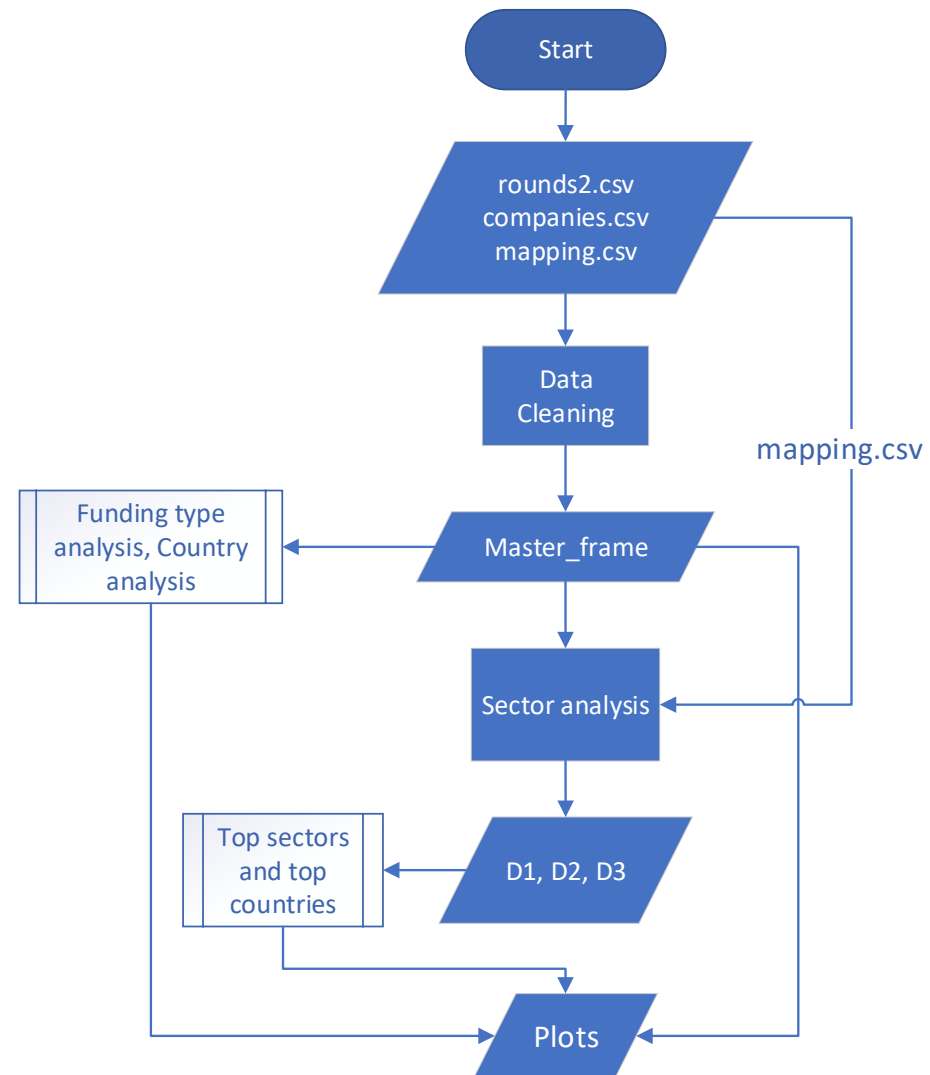 Start
rounds2.csv
companies.csv
mapping.csv
Data
Cleaning
mapping.csv
Funding type
analysis, Country
analysis
Master_frame
Sector analysis
Top sectors
and top
countries
D1, D2, D3
Plots